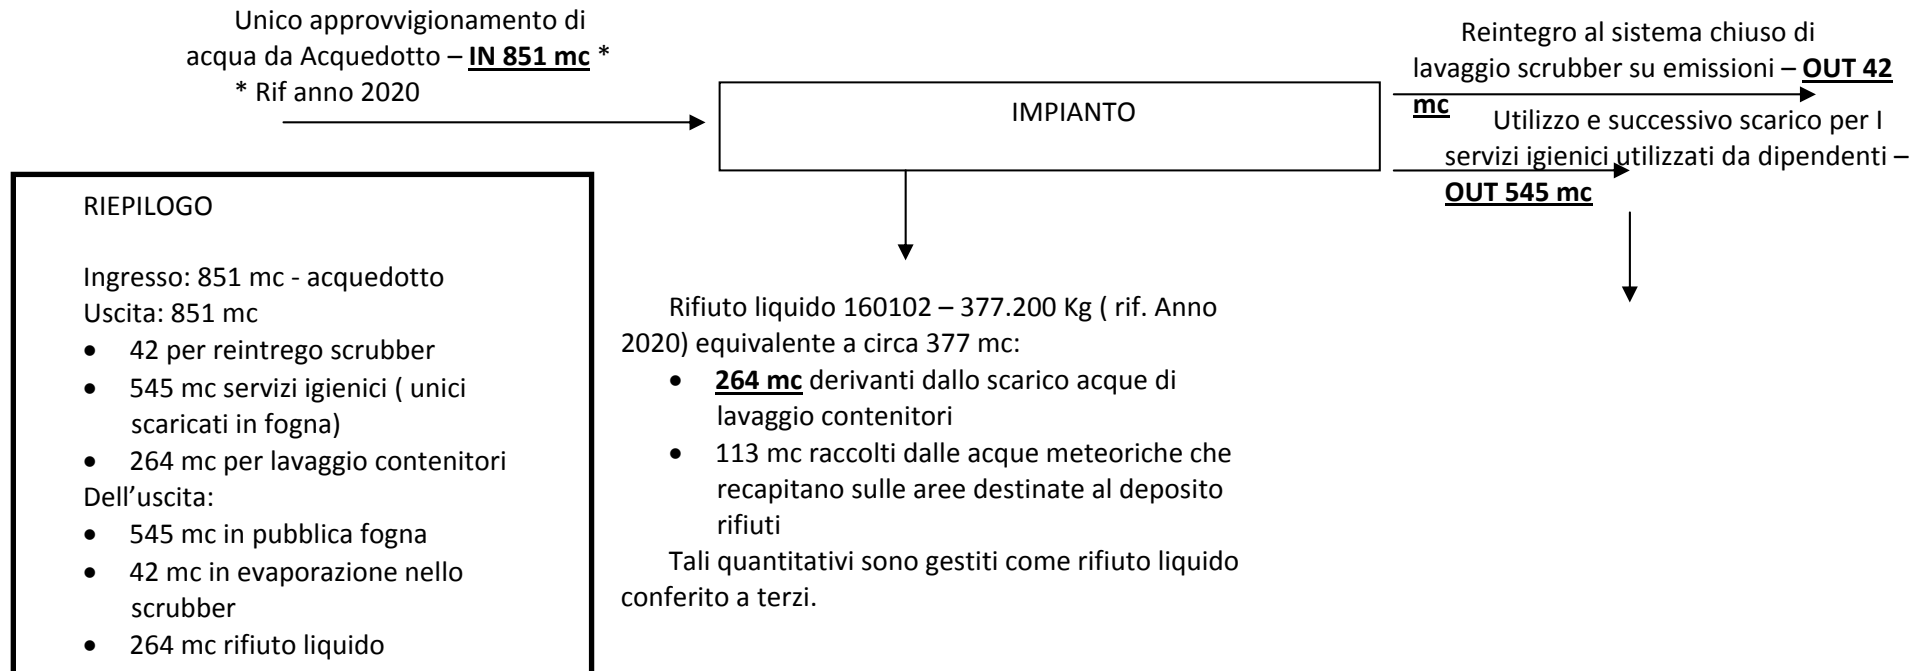 Unico approvvigionamento di
acqua da Acquedotto – IN 851 mc *
* Rif anno 2020
IMPIANTO
Reintegro al sistema chiuso di
lavaggio scrubber su emissioni – OUT 42
mc
Utilizzo e successivo scarico per I
servizi igienici utilizzati da dipendenti –
OUT 545 mc
RIEPILOGO
Ingresso: 851 mc - acquedotto
Uscita: 851 mc
• 42 per reintrego scrubber
• 545 mc servizi igienici ( unici
scaricati in fogna)
• 264 mc per lavaggio contenitori
Dell’uscita:
• 545 mc in pubblica fogna
• 42 mc in evaporazione nello
scrubber
• 264 mc rifiuto liquido
Rifiuto liquido 160102 – 377.200 Kg ( rif. Anno
2020) equivalente a circa 377 mc:
• 264 mc derivanti dallo scarico acque di
lavaggio contenitori
• 113 mc raccolti dalle acque meteoriche che
recapitano sulle aree destinate al deposito
rifiuti
Tali quantitativi sono gestiti come rifiuto liquido
conferito a terzi.